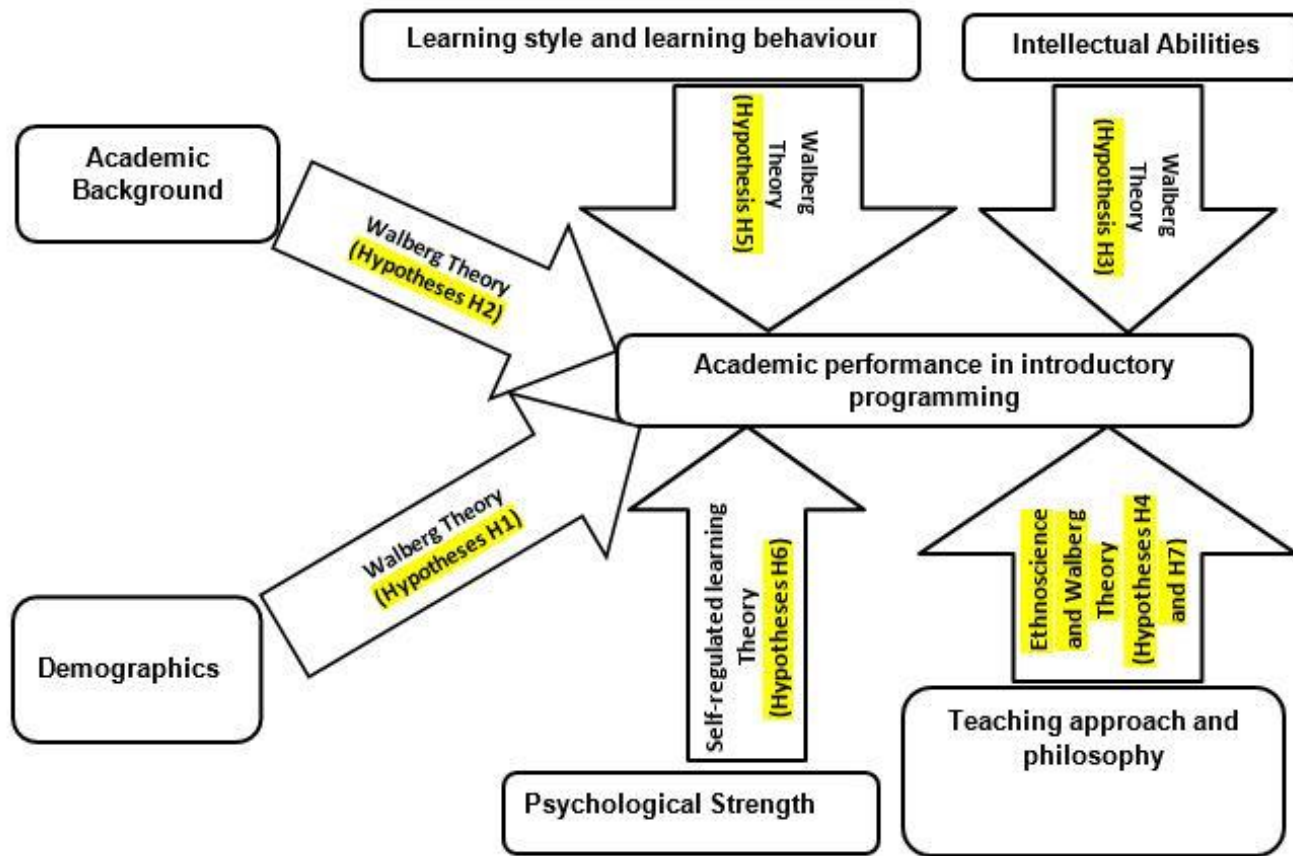 Learning style and learning behaviour
Intellectual Abilities
Academic
Background
Walberg Theory
(Hypotheses H2)
Walberg
Theory
(Hypothesis H5)
Walberg
Theory
(Hypothesis H3)
Academic performance in introductory
programming
Walberg Theory
(Hypotheses H1)
Demographics
Self-regulated learning
Theory
(Hypotheses H6)
Psychological Strength
Ethnoscience
and Walberg
Theory
(Hypotheses H4
and H7)
Teaching approach and
philosophy